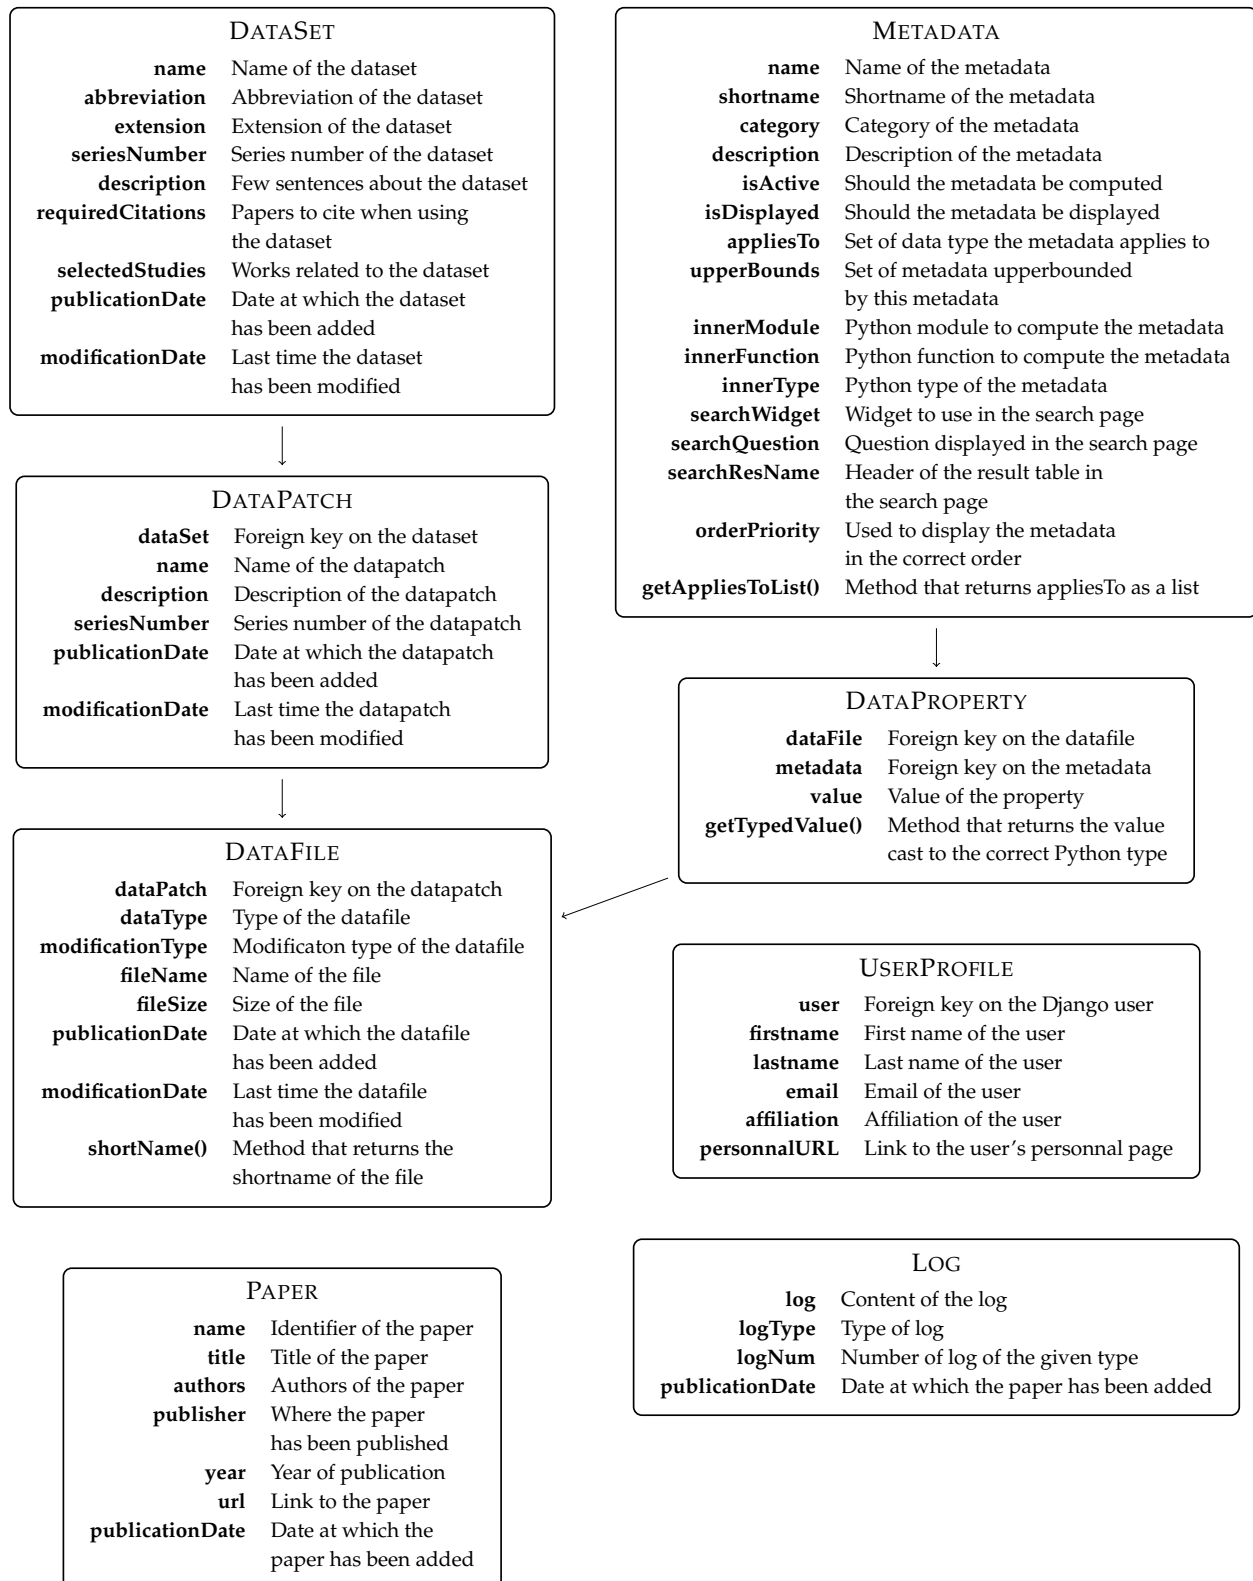 DATASET
name Name of the dataset
abbreviation Abbreviation of the dataset
extension Extension of the dataset
seriesNumber Series number of the dataset
description Few sentences about the dataset
requiredCitations Papers to cite when using
the dataset
selectedStudies Works related to the dataset
publicationDate Date at which the dataset
has been added
modificationDate Last time the dataset
has been modified
DATAPATCH
dataSet Foreign key on the dataset
name Name of the datapatch
description Description of the datapatch
seriesNumber Series number of the datapatch
publicationDate Date at which the datapatch
has been added
modificationDate Last time the datapatch
has been modified
DATAFILE
dataPatch Foreign key on the datapatch
dataType Type of the datafile
modificationType Modificaton type of the datafile
fileName Name of the file
fileSize Size of the file
publicationDate Date at which the datafile
has been added
modificationDate Last time the datafile
has been modified
shortName() Method that returns the
shortname of the file
PAPER
name Identifier of the paper
title Title of the paper
authors Authors of the paper
publisher Where the paper
has been published
year Year of publication
url Link to the paper
publicationDate Date at which the
paper has been added
METADATA
name Name of the metadata
shortname Shortname of the metadata
category Category of the metadata
description Description of the metadata
isActive Should the metadata be computed
isDisplayed Should the metadata be displayed
appliesTo Set of data type the metadata applies to
upperBounds Set of metadata upperbounded
by this metadata
innerModule Python module to compute the metadata
innerFunction Python function to compute the metadata
innerType Python type of the metadata
searchWidget Widget to use in the search page
searchQuestion Question displayed in the search page
searchResName Header of the result table in
the search page
orderPriority Used to display the metadata
in the correct order
getAppliesToList() Method that returns appliesTo as a list
DATAPROPERTY
dataFile Foreign key on the datafile
metadata Foreign key on the metadata
value Value of the property
getTypedValue() Method that returns the value
cast to the correct Python type
USERPROFILE
user Foreign key on the Django user
firstname First name of the user
lastname Last name of the user
email Email of the user
affiliation Affiliation of the user
personnalURL Link to the user's personnal page
LOG
log Content of the log
logType Type of log
logNum Number of log of the given type
publicationDate Date at which the paper has been added